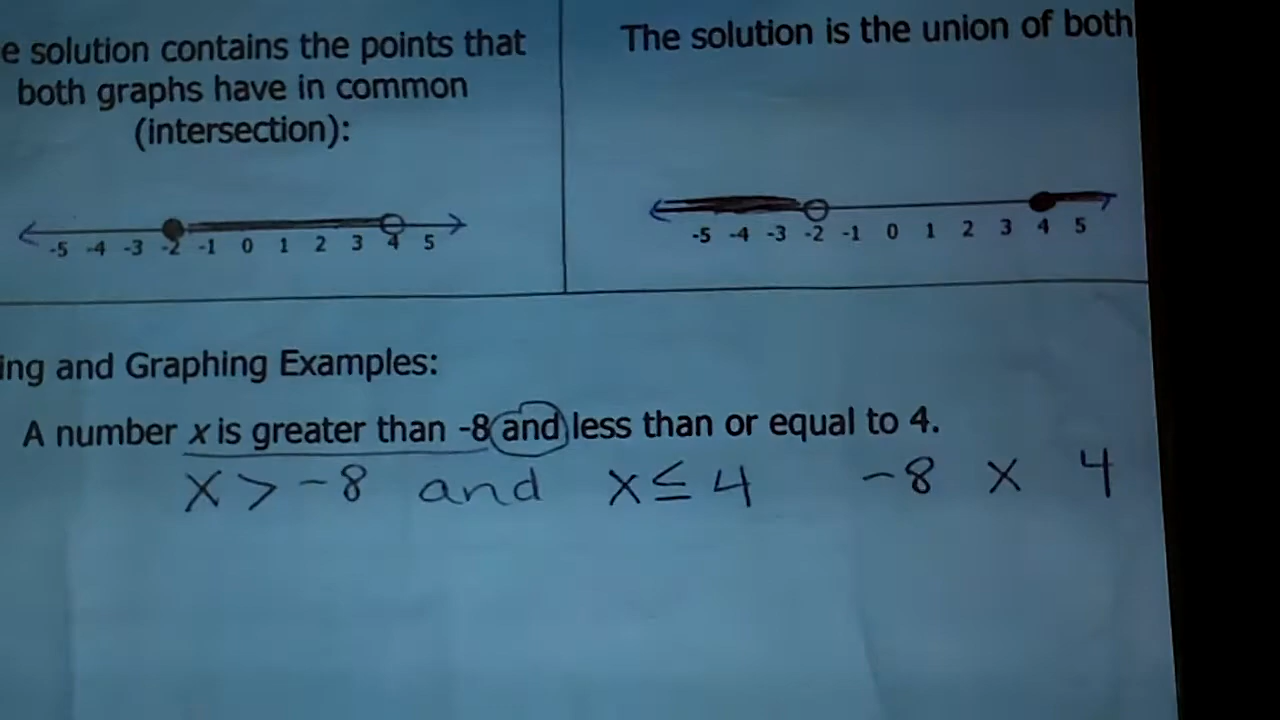 e solution contains the points that
both graphs have in common
(intersection):
-5 -4 -3 -2 -1 0 1 2 3 4 5
The solution is the union of both
-5 -4 -3 -2 -1 0 1 2 3 4 5
ing and Graphing Examples:
A number x is greater than -8 and less than or equal to 4.
x > -8 and x ≤ 4 -8 x 4